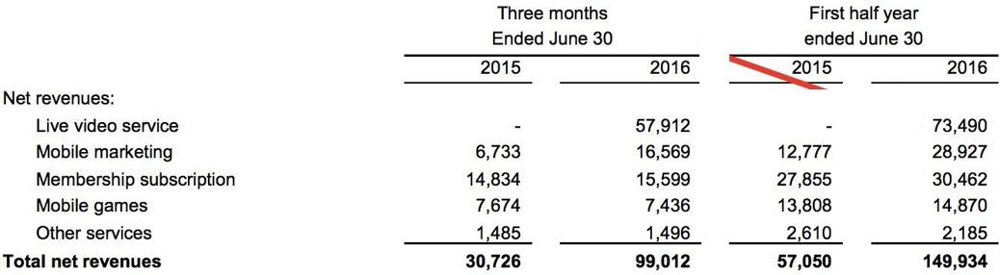 Three months First half year
Ended June 30 ended June 30
2015 2016 2015 2016
Net revenues:
Live video service - 57,912 - 73,490
Mobile marketing 6,733 16,569 12,777 28,927
Membership subscription 14,834 15,599 27,855 30,462
Mobile games 7,674 7,436 13,808 14,870
Other services 1,485 1,496 2,610 2,185
Total net revenues 30,726 99,012 57,050 149,934